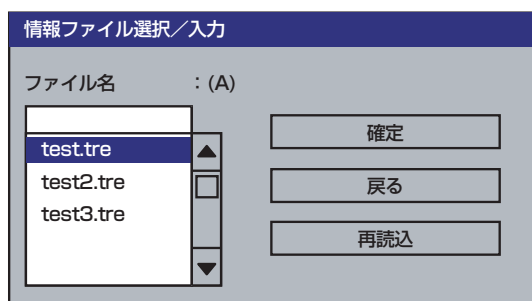 情報ファイル選択／入力
ファイル名　：(A)
test.tre
test2.tre
test3.tre
確定
戻る
再読込